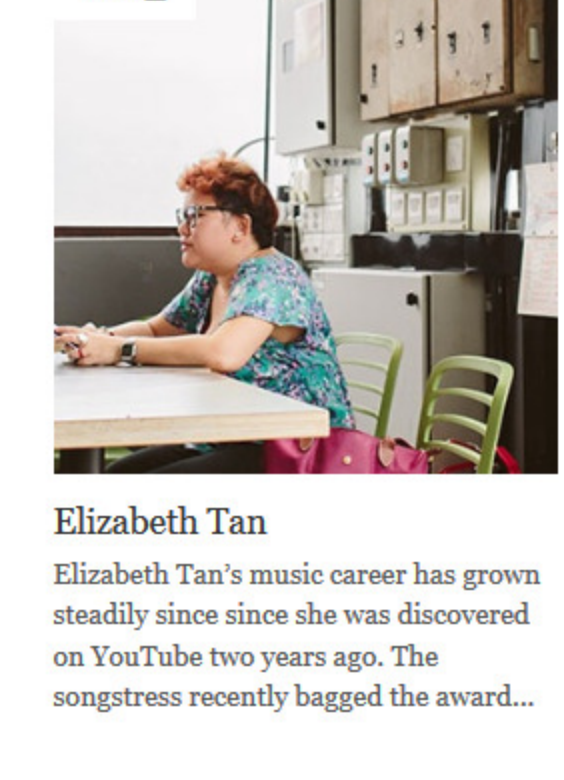 Elizabeth Tan
Elizabeth Tan’s music career has grown
steadily since since she was discovered
on YouTube two years ago. The
songstress recently bagged the award...